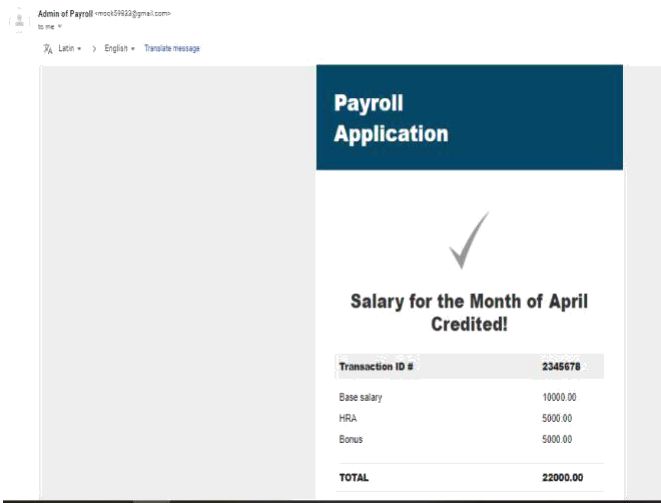 Admin of Payroll <mock59933@gmail.com>
to me
Latin > English Translate message
Payroll
Application
Salary for the Month of April
Credited!
Transaction ID # 2345678
Base salary 10000.00
HRA 5000.00
Bonus 5000.00
TOTAL 22000.00